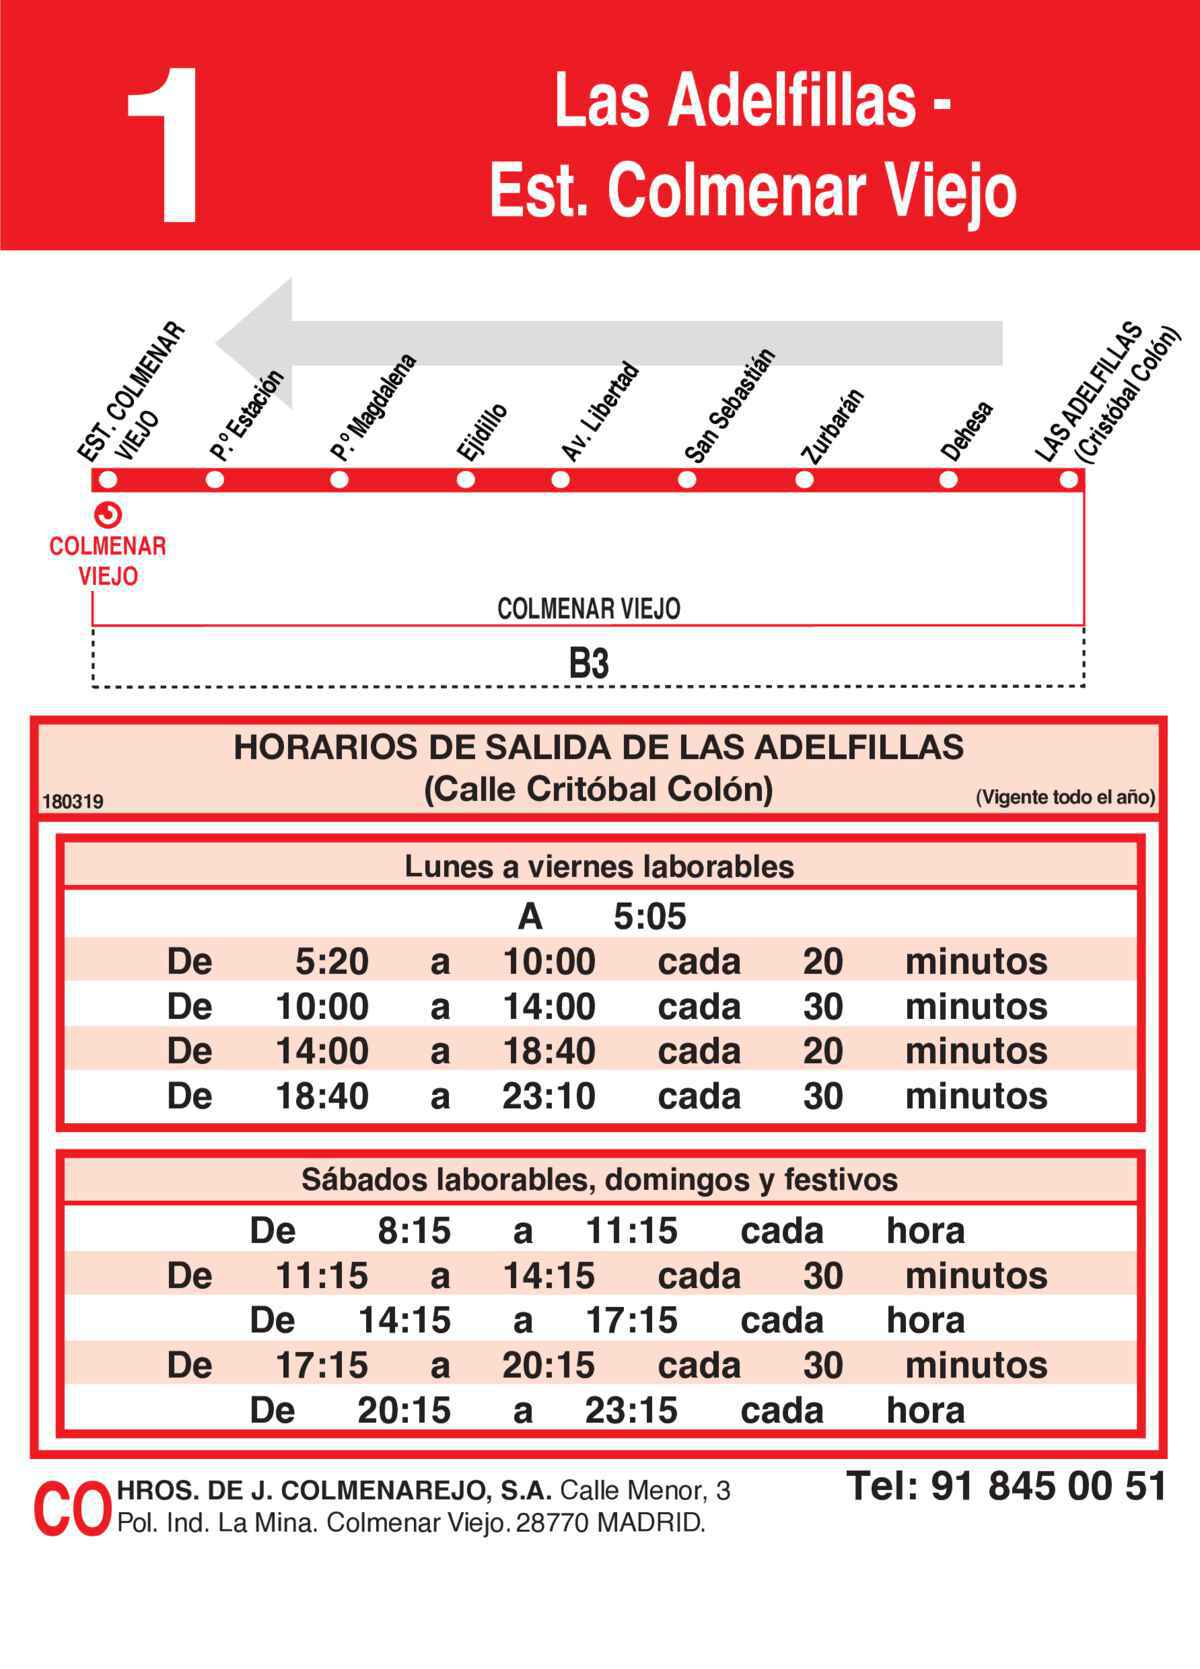 1
Las Adelfillas -
Est. Colmenar Viejo
EST. COLMENAR
VIEJO
P.º Estación
P.º Magdalena
Ejidillo
Av. Libertad
San Sebastián
Zurbarán
Dehesa
LAS ADELFILLAS
(Cristóbal Colón)
COLMENAR
VIEJO
COLMENAR VIEJO
B3
HORARIOS DE SALIDA DE LAS ADELFILLAS
(Calle Critóbal Colón)
180319
(Vigente todo el año)
Lunes a viernes laborables
A 5:05
De 5:20 a 10:00 cada 20 minutos
De 10:00 a 14:00 cada 30 minutos
De 14:00 a 18:40 cada 20 minutos
De 18:40 a 23:10 cada 30 minutos
Sábados laborables, domingos y festivos
De 8:15 a 11:15 cada hora
De 11:15 a 14:15 cada 30 minutos
De 14:15 a 17:15 cada hora
De 17:15 a 20:15 cada 30 minutos
De 20:15 a 23:15 cada hora
CO
HROS. DE J. COLMENAREJO, S.A. Calle Menor, 3
Pol. Ind. La Mina. Colmenar Viejo. 28770 MADRID.
Tel: 91 845 00 51